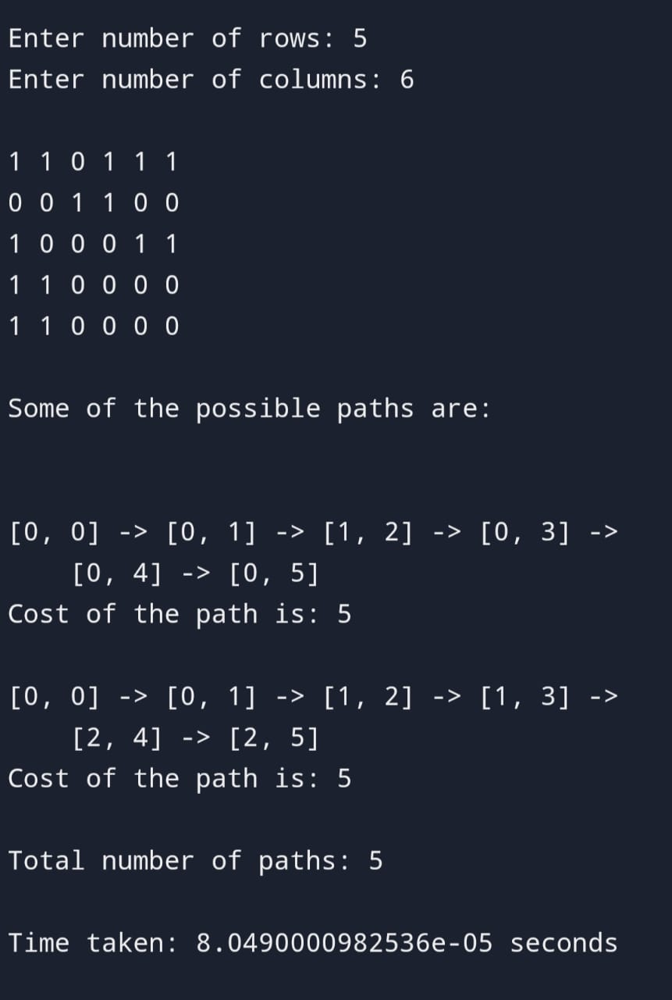 Enter number of rows: 5
Enter number of columns: 6
1 1 0 1 1 1
0 0 1 1 0 0
1 0 0 0 1 1
1 1 0 0 0 0
1 1 0 0 0 0
Some of the possible paths are:
[0, 0] -> [0, 1] -> [1, 2] -> [0, 3] ->
[0, 4] -> [0, 5]
Cost of the path is: 5
[0, 0] -> [0, 1] -> [1, 2] -> [1, 3] ->
[2, 4] -> [2, 5]
Cost of the path is: 5
Total number of paths: 5
Time taken: 8.0490000982536e-05 seconds